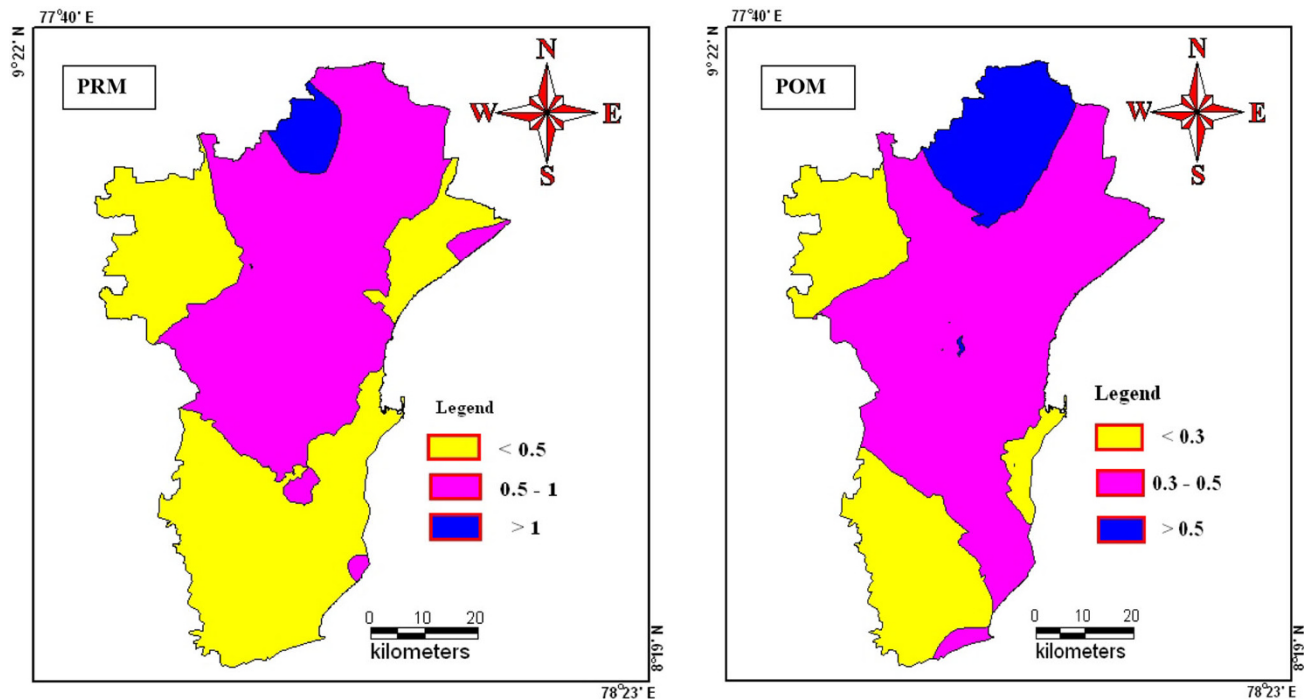 77°40' E
9°22' N
PRM
N
W E
S
Legend
< 0.5
0.5 - 1
> 1
0 10 20
kilometers
8°19' N
78°23' E
77°40' E
9°22' N
POM
N
W E
S
Legend
< 0.3
0.3 - 0.5
> 0.5
0 10 20
kilometers
8°19' N
78°23' E